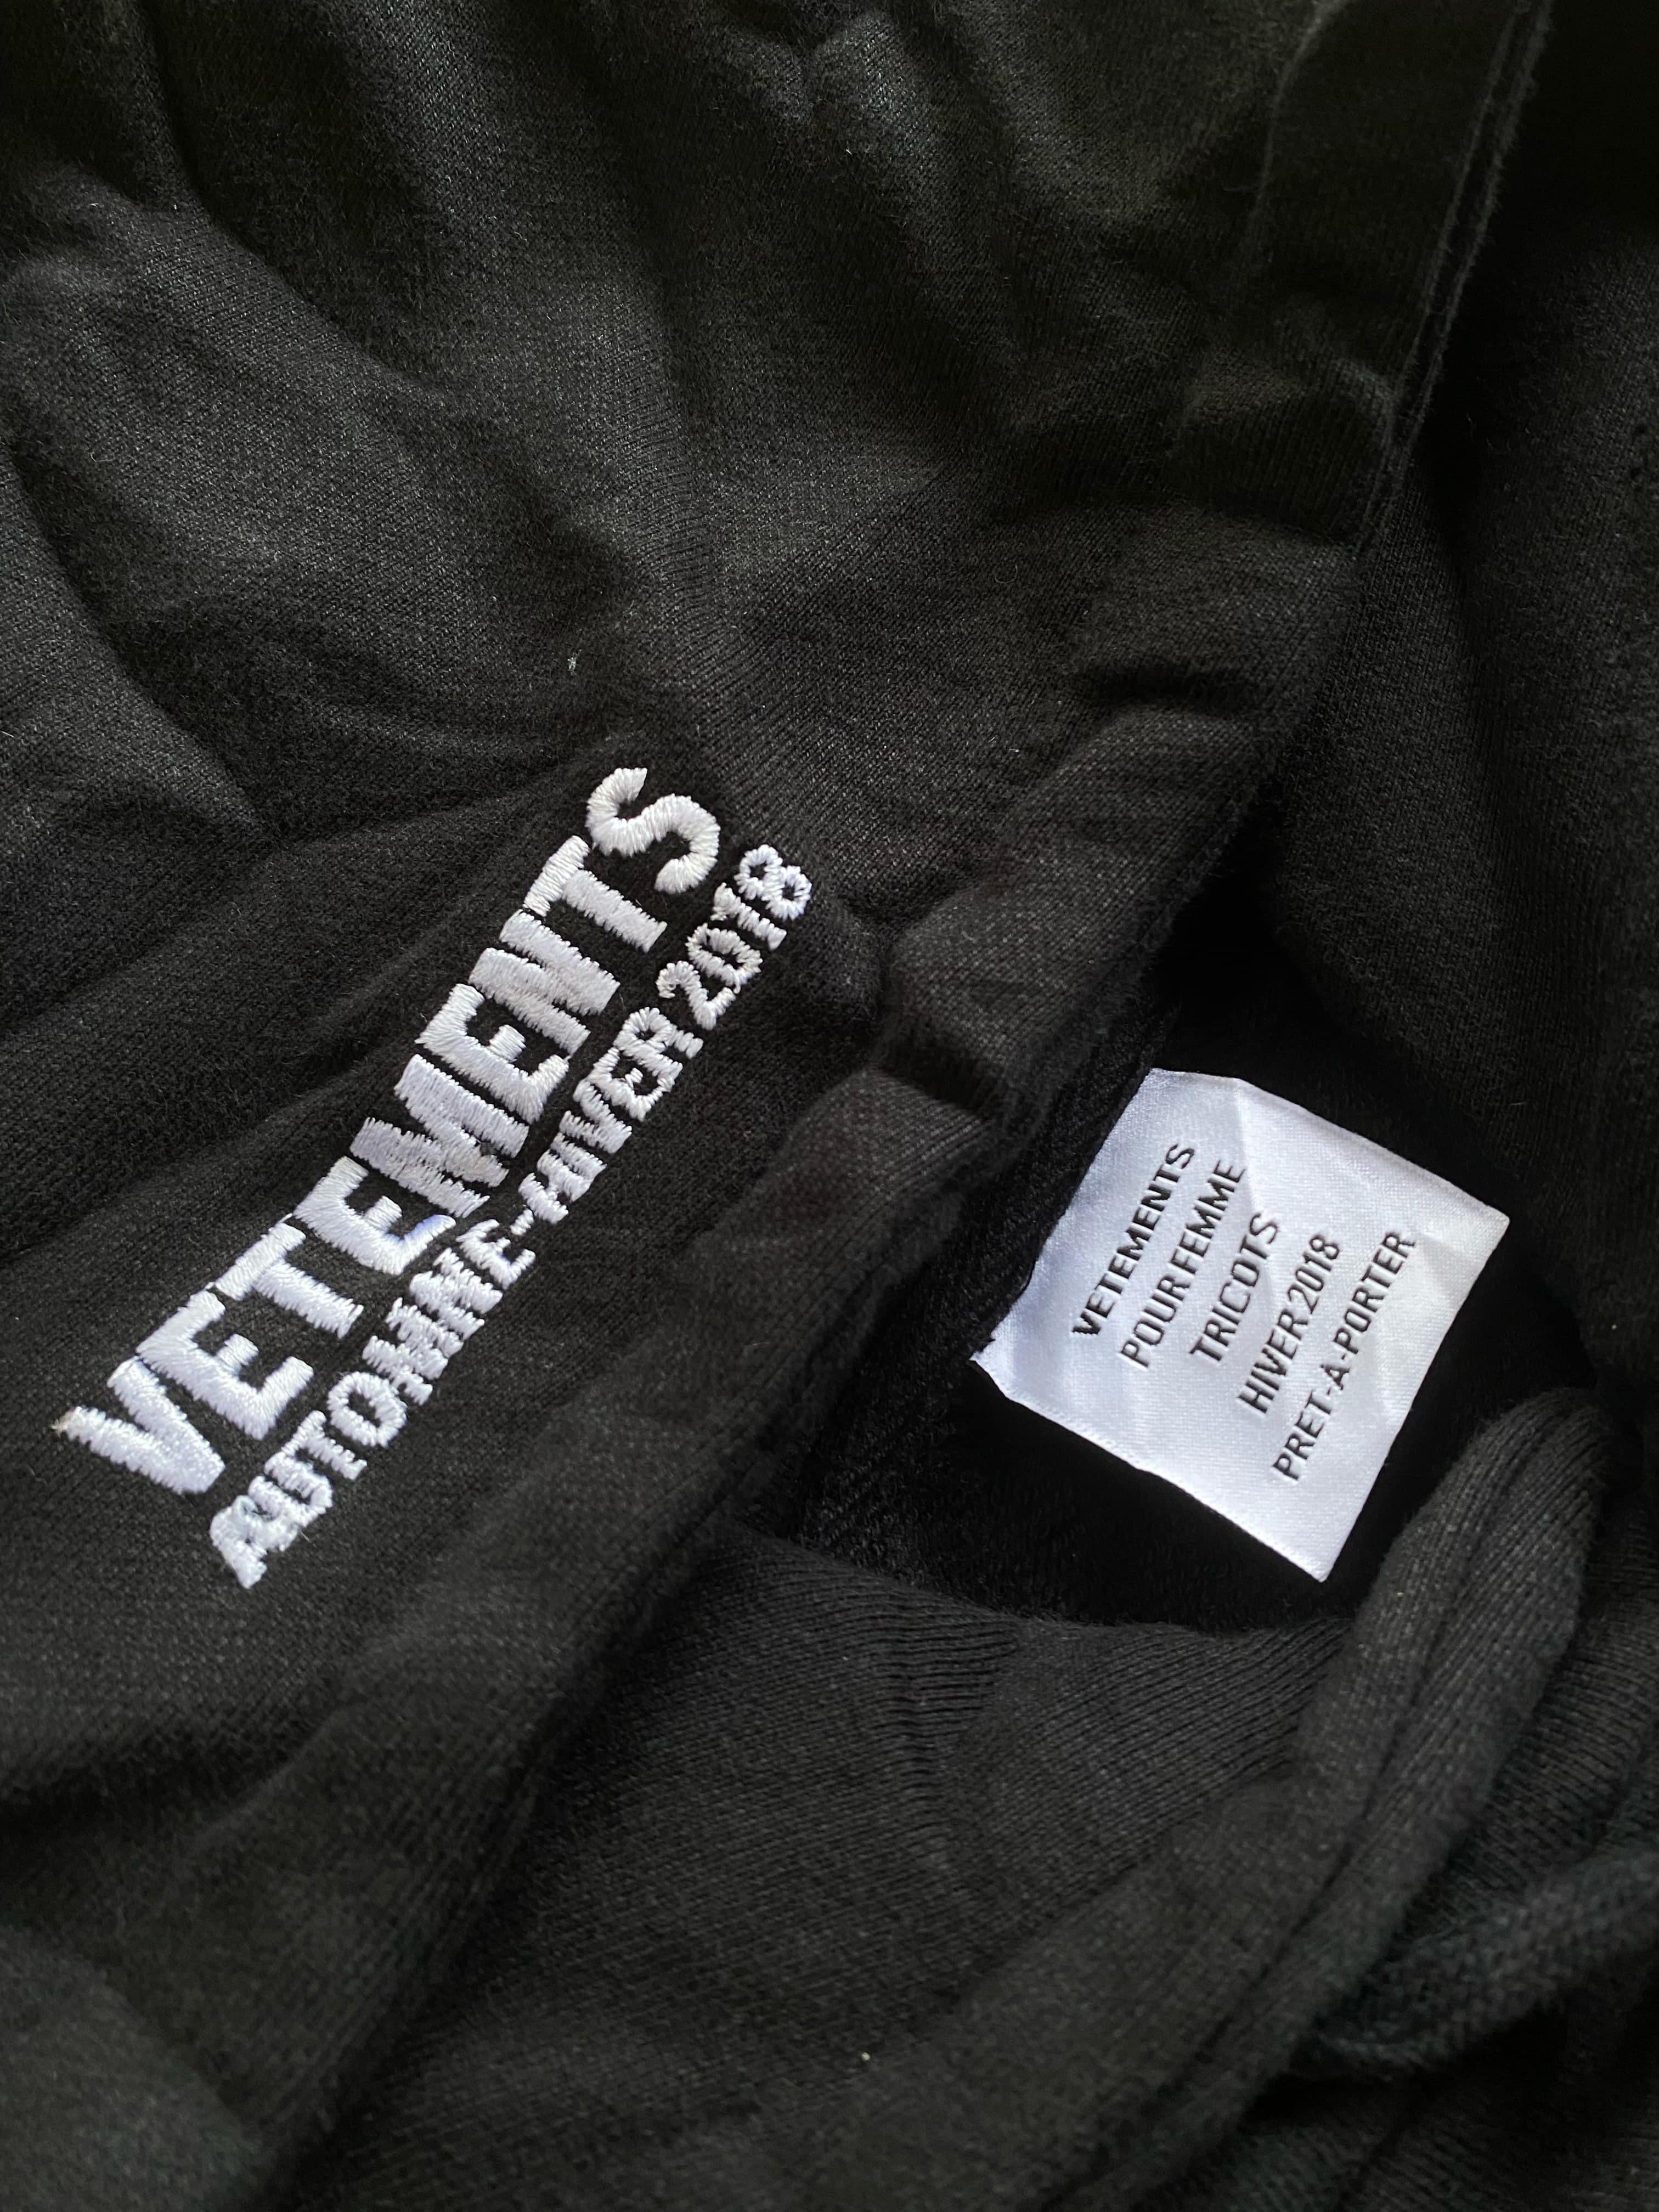 VETEMENTS
AUTOMNE-HIVER 2018
VETEMENTS
POUR FEMME
TRICOTS
HIVER 2018
PRET-A-PORTER